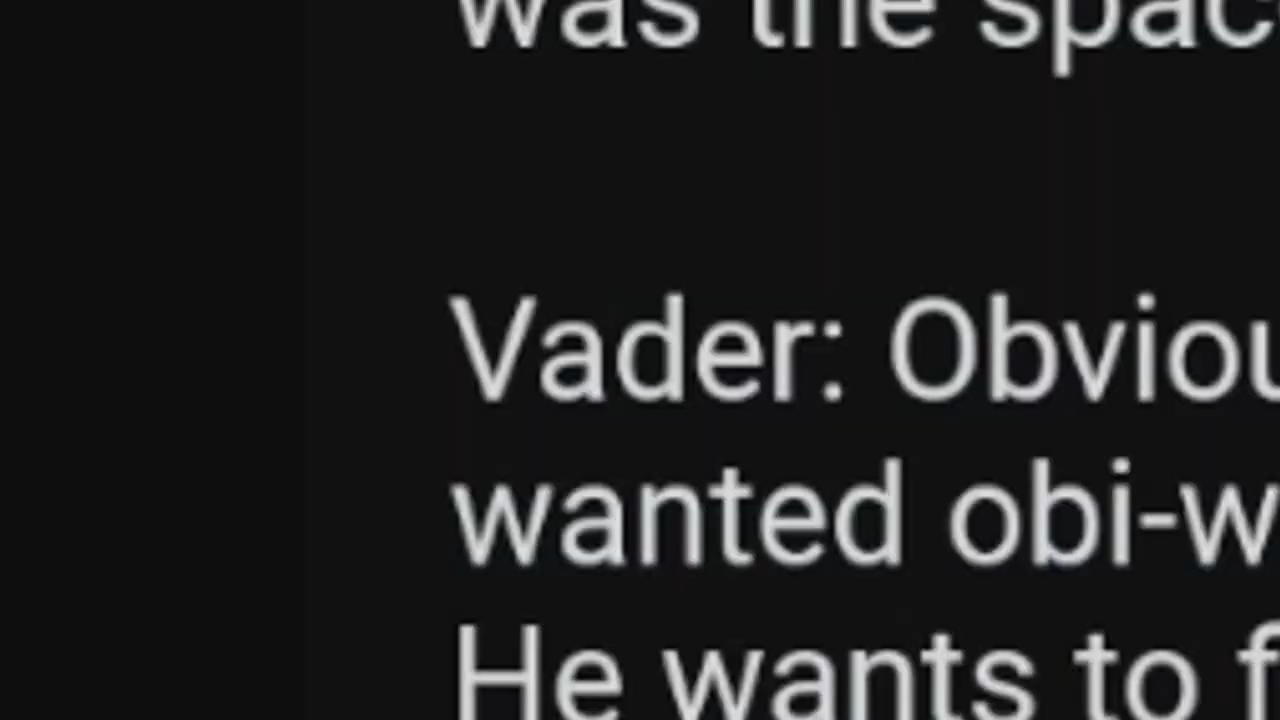 was the spac
Vader: Obviou
wanted obi-w
He wants to f